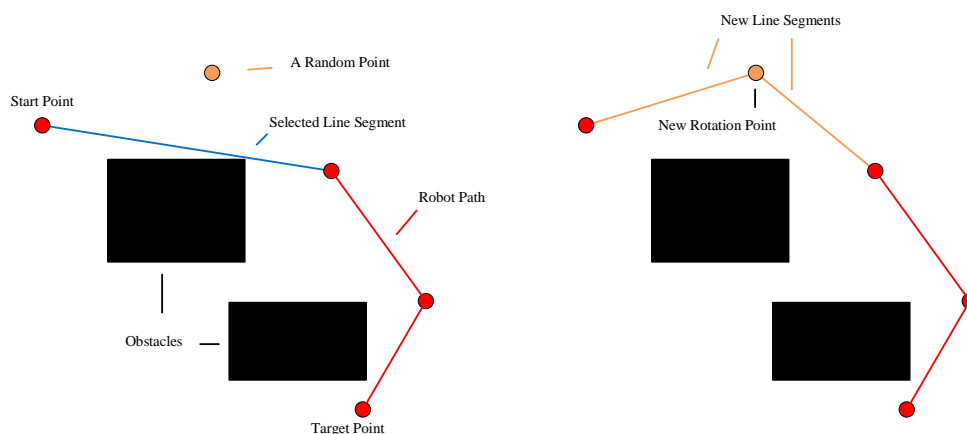 A Random Point
Start Point
Selected Line Segment
Robot Path
Obstacles
Target Point
New Line Segments
New Rotation Point